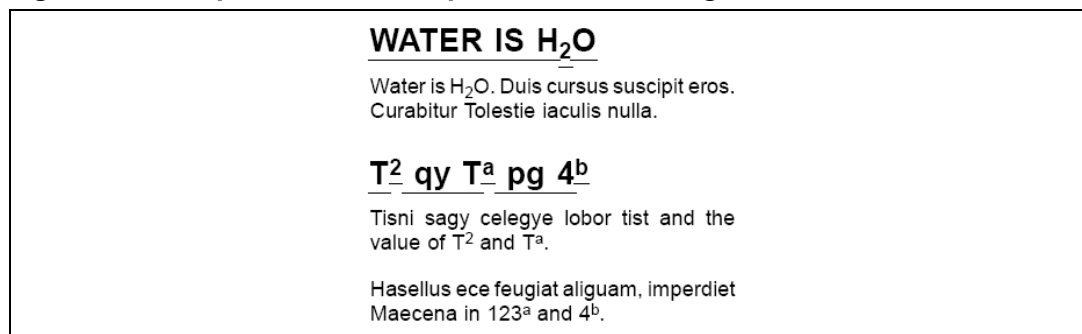 WATER IS H₂O
Water is H₂O. Duis cursus suscipit eros.
Curabitur Tolestie iaculis nulla.
T² qy Tᵃ pg 4ᵇ
Tisni sagy celegye lobor tist and the
value of T² and Tᵃ.
Hasellus ece feugiat aliguam, imperdiet
Maecena in 123ᵃ and 4ᵇ.